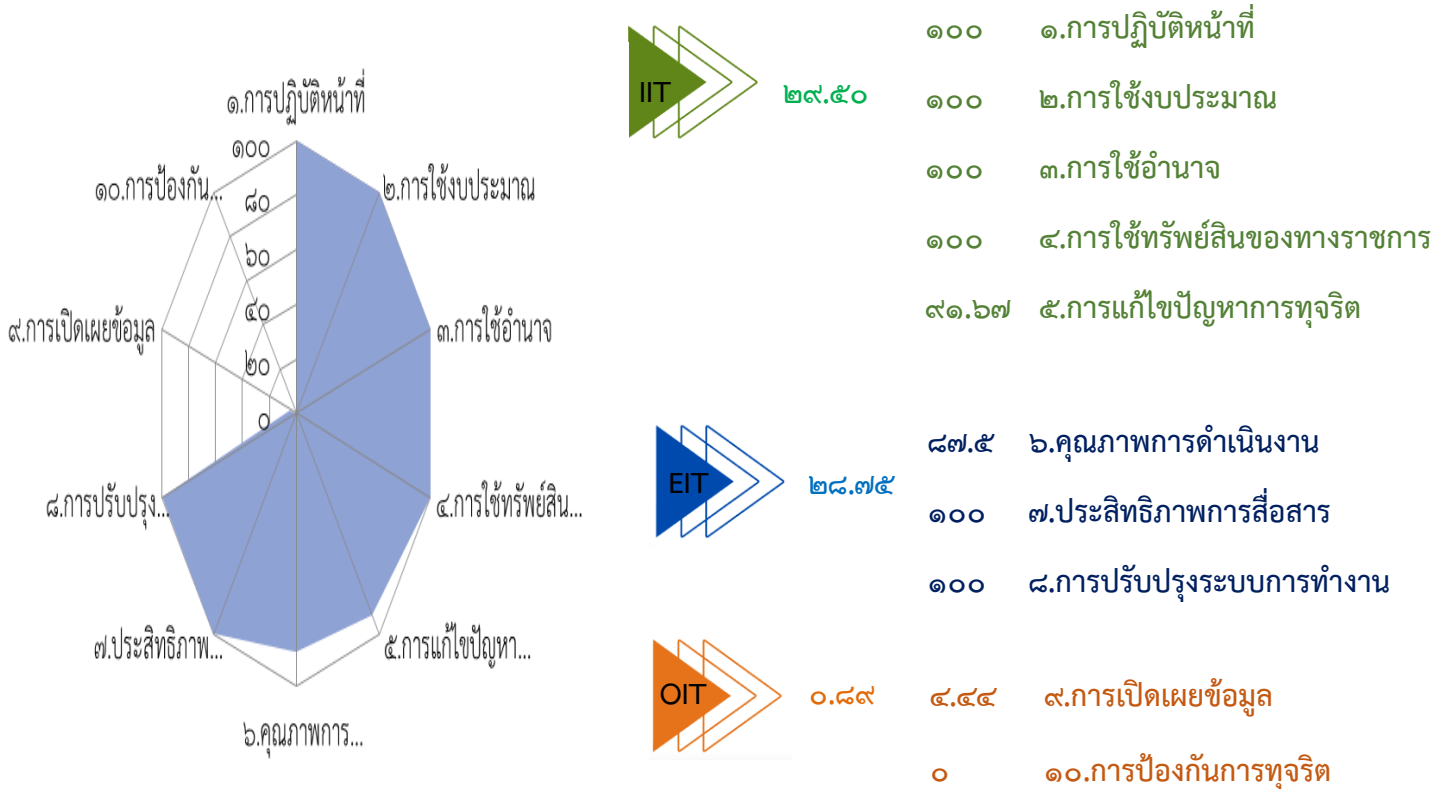 ๑.การปฏิบัติหน้าที่
๑๐๐
๘๐
๖๐
๔๐
๒๐
๐
๒.การใช้งบประมาณ
๓.การใช้อำนาจ
๔.การใช้ทรัพย์สิน...
๕.การแก้ไขปัญหา...
๖.คุณภาพการ...
๗.ประสิทธิภาพ...
๘.การปรับปรุง...
๙.การเปิดเผยข้อมูล
๑๐.การป้องกัน...
IIT ๒๙.๕๐
๑๐๐ ๑.การปฏิบัติหน้าที่
๑๐๐ ๒.การใช้งบประมาณ
๑๐๐ ๓.การใช้อำนาจ
๑๐๐ ๔.การใช้ทรัพย์สินของทางราชการ
๙๑.๖๗ ๕.การแก้ไขปัญหาการทุจริต
EIT ๒๘.๗๕
๘๗.๕ ๖.คุณภาพการดำเนินงาน
๑๐๐ ๗.ประสิทธิภาพการสื่อสาร
๑๐๐ ๘.การปรับปรุงระบบการทำงาน
OIT ๐.๘๙
๔.๔๔ ๙.การเปิดเผยข้อมูล
๐ ๑๐.การป้องกันการทุจริต